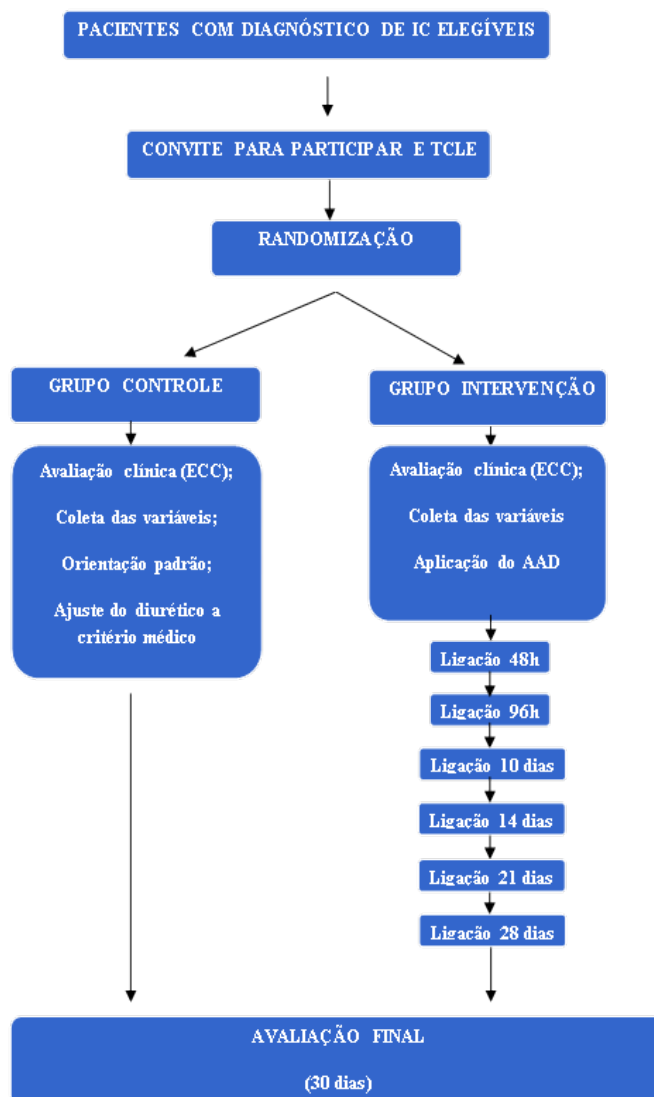 PACIENTES COM DIAGNÓSTICO DE IC ELEGÍVEIS
CONVITE PARA PARTICIPAR E TCLE
RANDOMIZAÇÃO
GRUPO CONTROLE
Avaliação clínica (ECC);
Coleta das variáveis;
Orientação padrão;
Ajuste do diurético a
critério médico
GRUPO INTERVENÇÃO
Avaliação clínica (ECC);
Coleta das variáveis
Aplicação do AAD
Ligação 48h
Ligação 96h
Ligação 10 dias
Ligação 14 dias
Ligação 21 dias
Ligação 28 dias
AVALIAÇÃO FINAL
(30 dias)